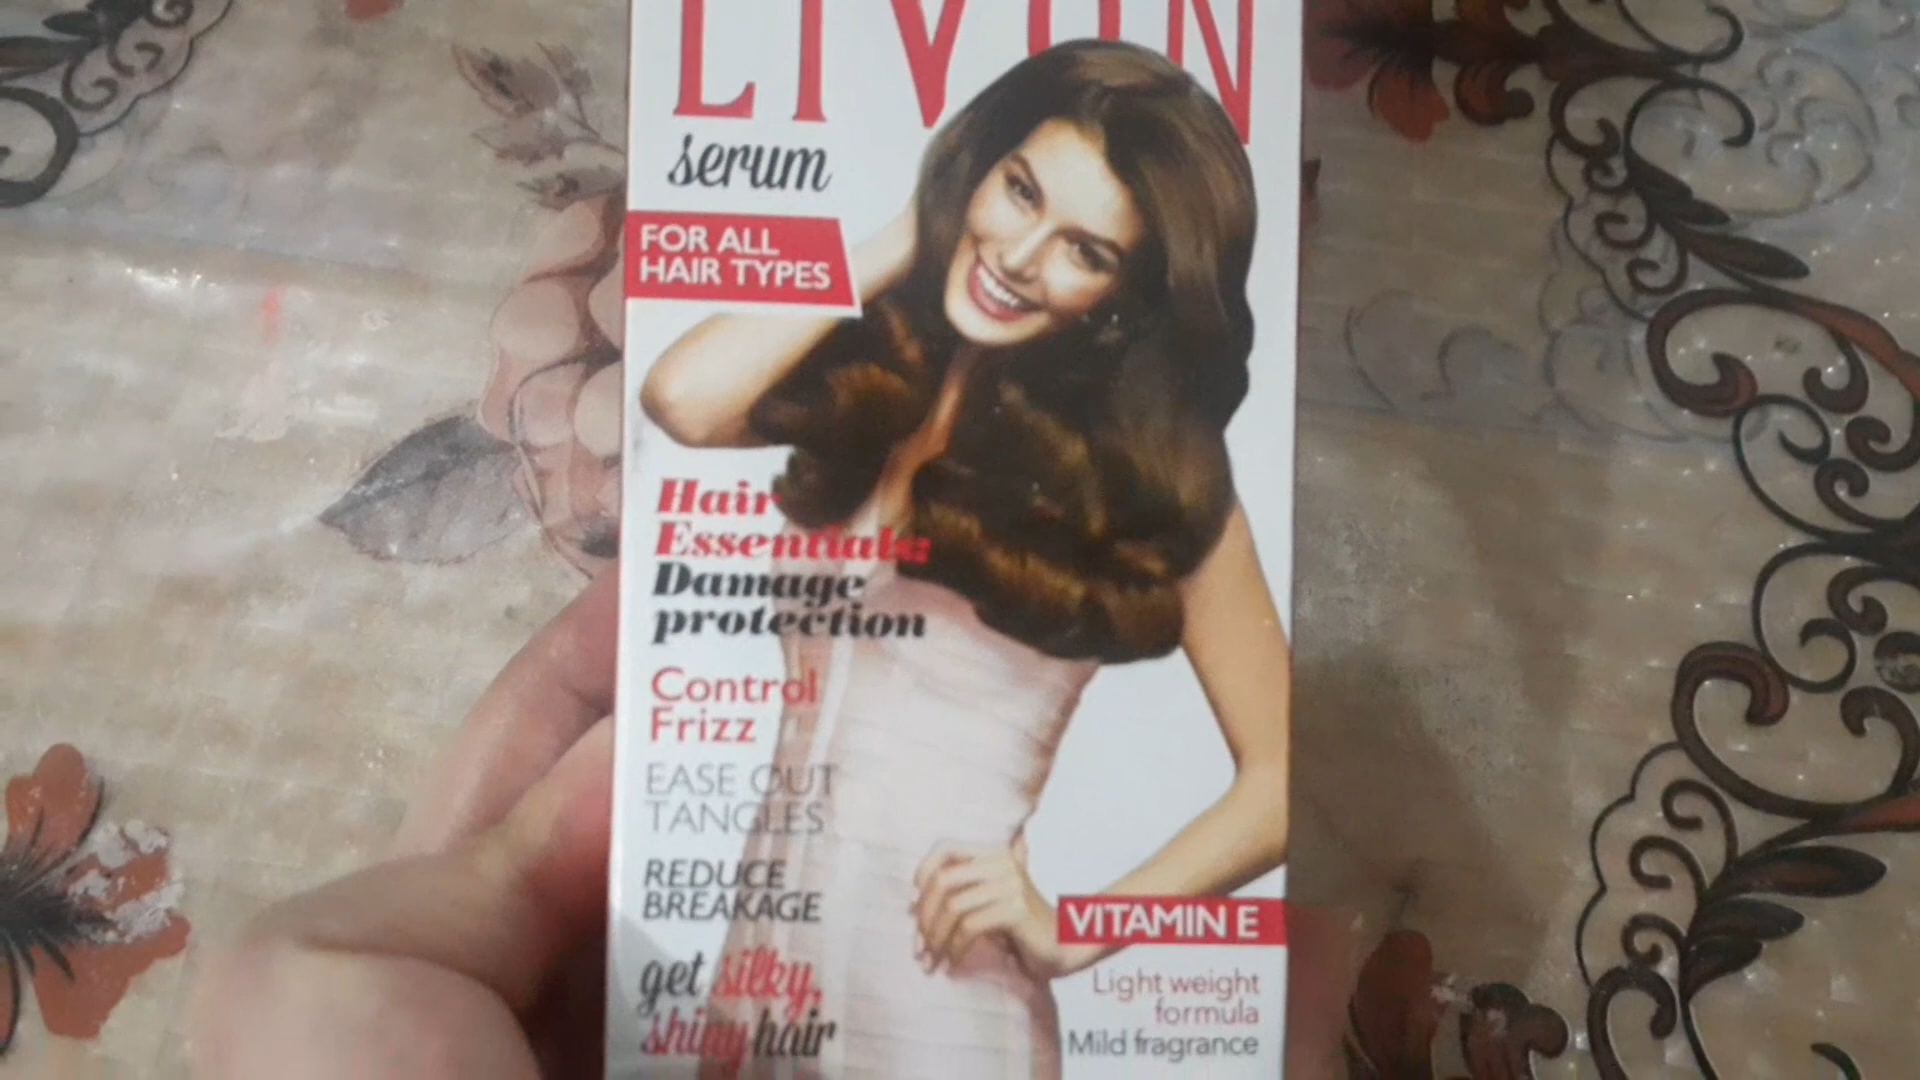 LIVON
serum
FOR ALL
HAIR TYPES
Hair
Essentials:
Damage
protection
Control
Frizz
EASE OUT
TANGLES
REDUCE
BREAKAGE
get silky,
shiny hair
VITAMIN E
Light weight
formula
Mild fragrance